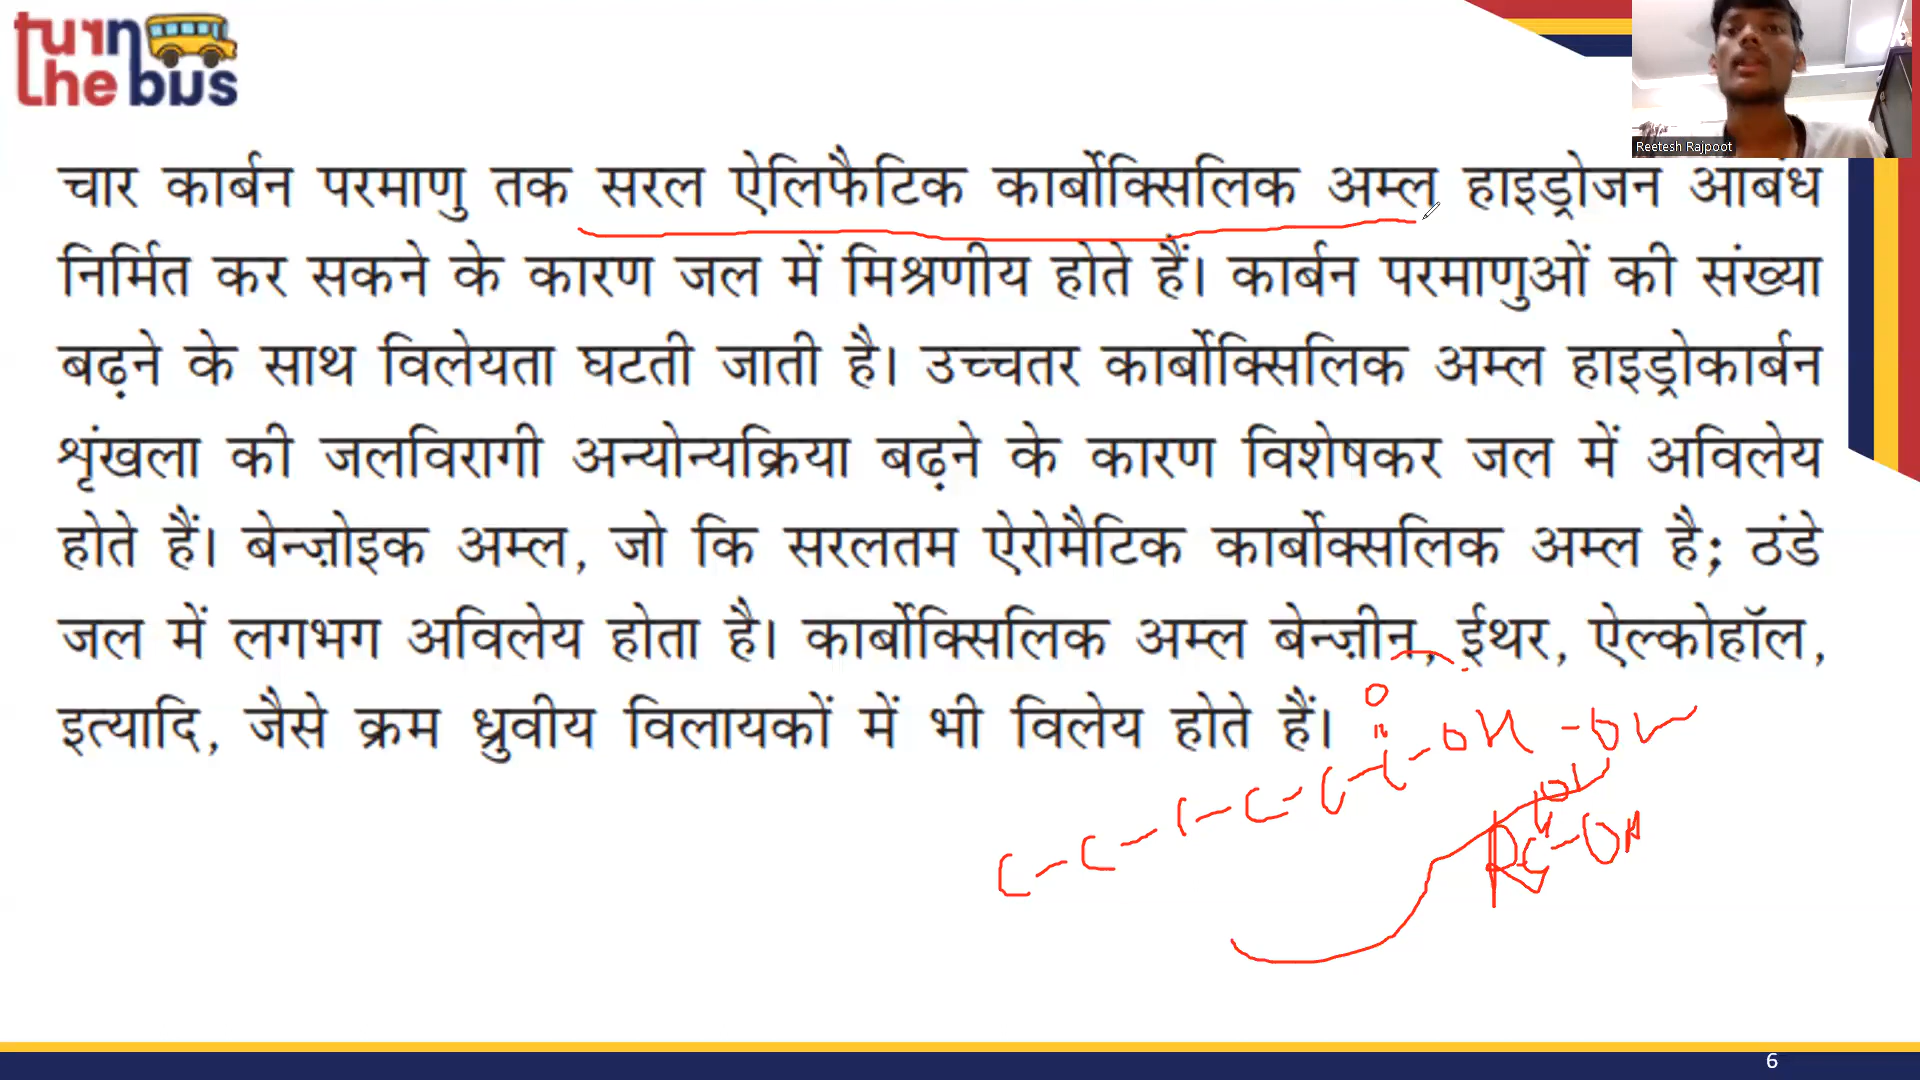 turn
the bus
Reetesh Rajpoot
चार कार्बन परमाणु तक सरल ऐलिफैटिक कार्बोक्सिलिक अम्ल हाइड्रोजन आबंध
निर्मित कर सकने के कारण जल में मिश्रणीय होते हैं। कार्बन परमाणुओं की संख्या
बढ़ने के साथ विलेयता घटती जाती है। उच्चतर कार्बोक्सिलिक अम्ल हाइड्रोकार्बन
शृंखला की जलविरागी अन्योन्यक्रिया बढ़ने के कारण विशेषकर जल में अविलेय
होते हैं। बेन्ज़ोइक अम्ल, जो कि सरलतम ऐरोमैटिक कार्बोक्सलिक अम्ल है; ठंडे
जल में लगभग अविलेय होता है। कार्बोक्सिलिक अम्ल बेन्ज़ीन, ईथर, ऐल्कोहॉल,
इत्यादि, जैसे क्रम ध्रुवीय विलायकों में भी विलेय होते हैं।
6